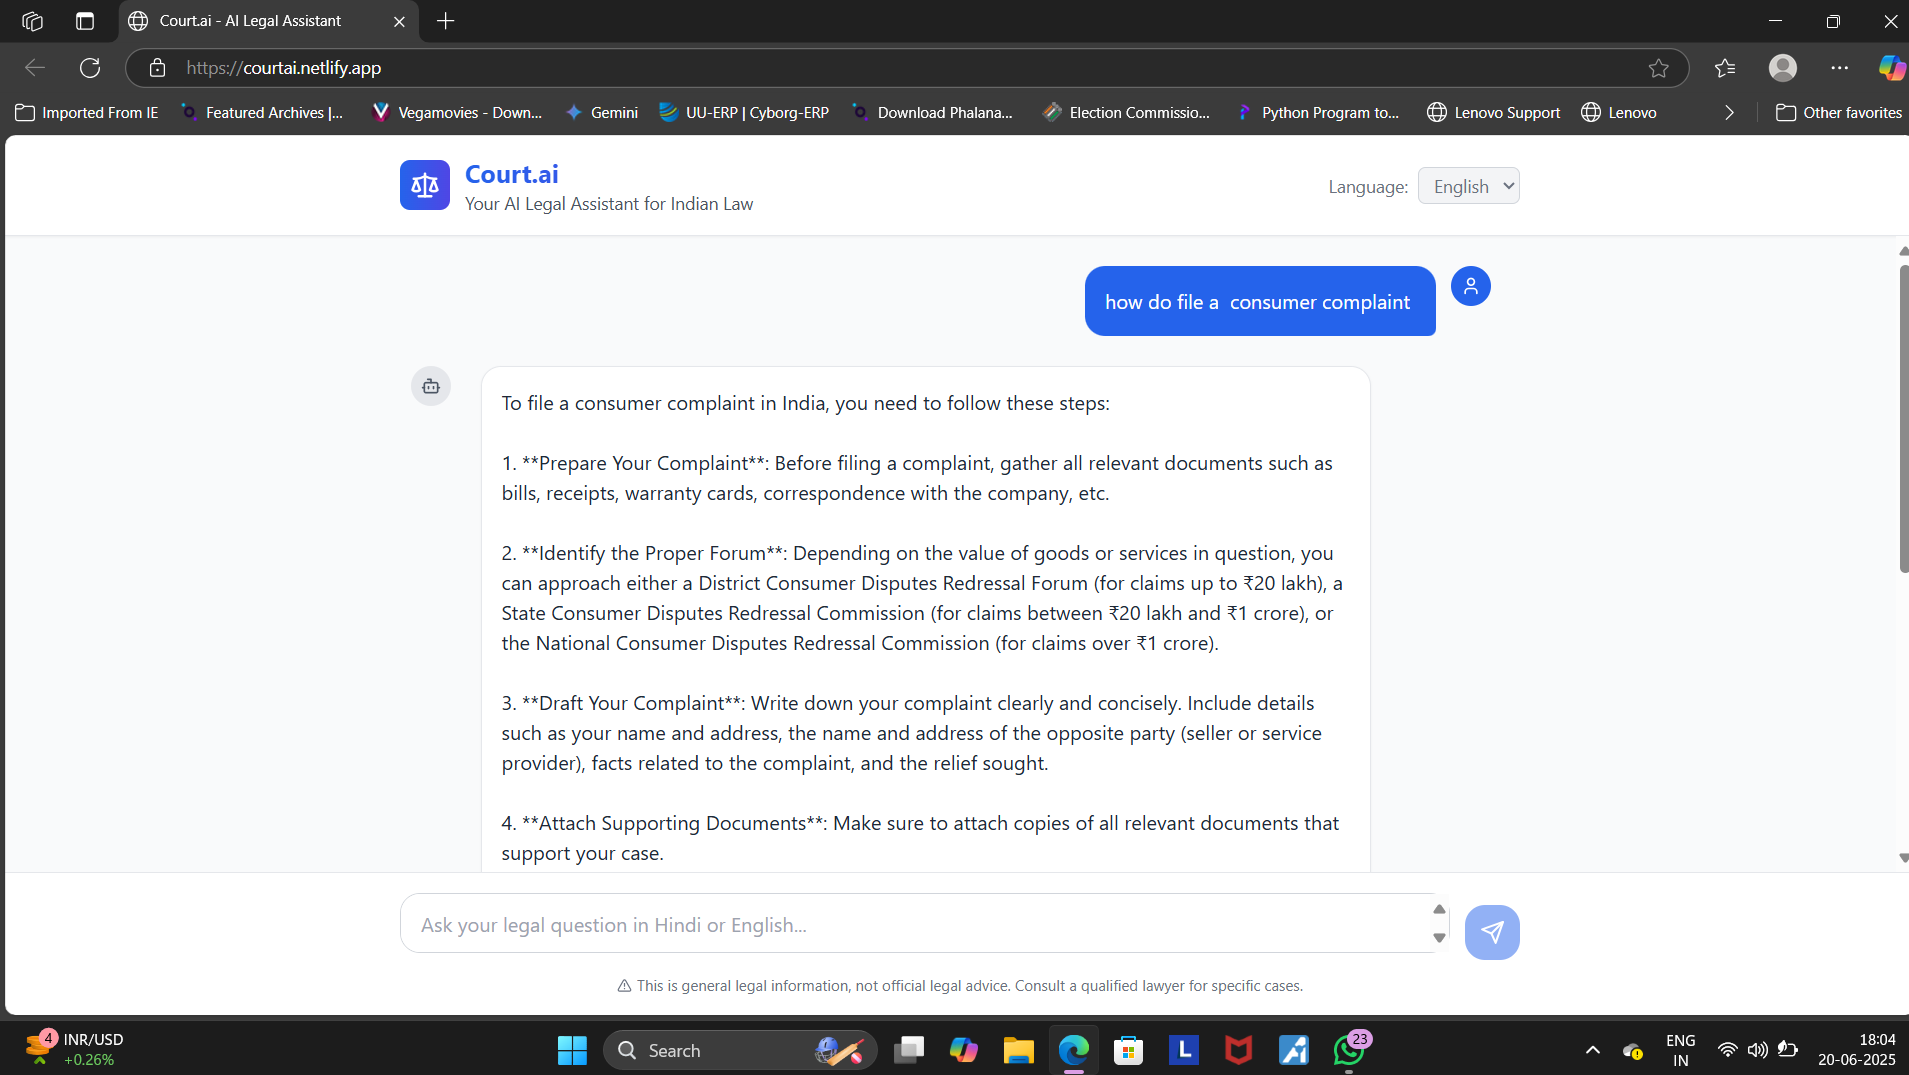 Court.ai - AI Legal Assistant
https://courtai.netlify.app
Imported From IE
Featured Archives |...
Vegamovies - Down...
Gemini
UU-ERP | Cyborg-ERP
Download Phalana...
Election Commissio...
Python Program to...
Lenovo Support
Lenovo
Other favorites
Court.ai
Your AI Legal Assistant for Indian Law
Language:
English
how do file a  consumer complaint
To file a consumer complaint in India, you need to follow these steps:
1. **Prepare Your Complaint**: Before filing a complaint, gather all relevant documents such as
bills, receipts, warranty cards, correspondence with the company, etc.
2. **Identify the Proper Forum**: Depending on the value of goods or services in question, you
can approach either a District Consumer Disputes Redressal Forum (for claims up to ₹20 lakh), a
State Consumer Disputes Redressal Commission (for claims between ₹20 lakh and ₹1 crore), or
the National Consumer Disputes Redressal Commission (for claims over ₹1 crore).
3. **Draft Your Complaint**: Write down your complaint clearly and concisely. Include details
such as your name and address, the name and address of the opposite party (seller or service
provider), facts related to the complaint, and the relief sought.
4. **Attach Supporting Documents**: Make sure to attach copies of all relevant documents that
support your case.
Ask your legal question in Hindi or English...
⚠ This is general legal information, not official legal advice. Consult a qualified lawyer for specific cases.
4
INR/USD
+0.26%
Search
L
23
ENG
IN
18:04
20-06-2025